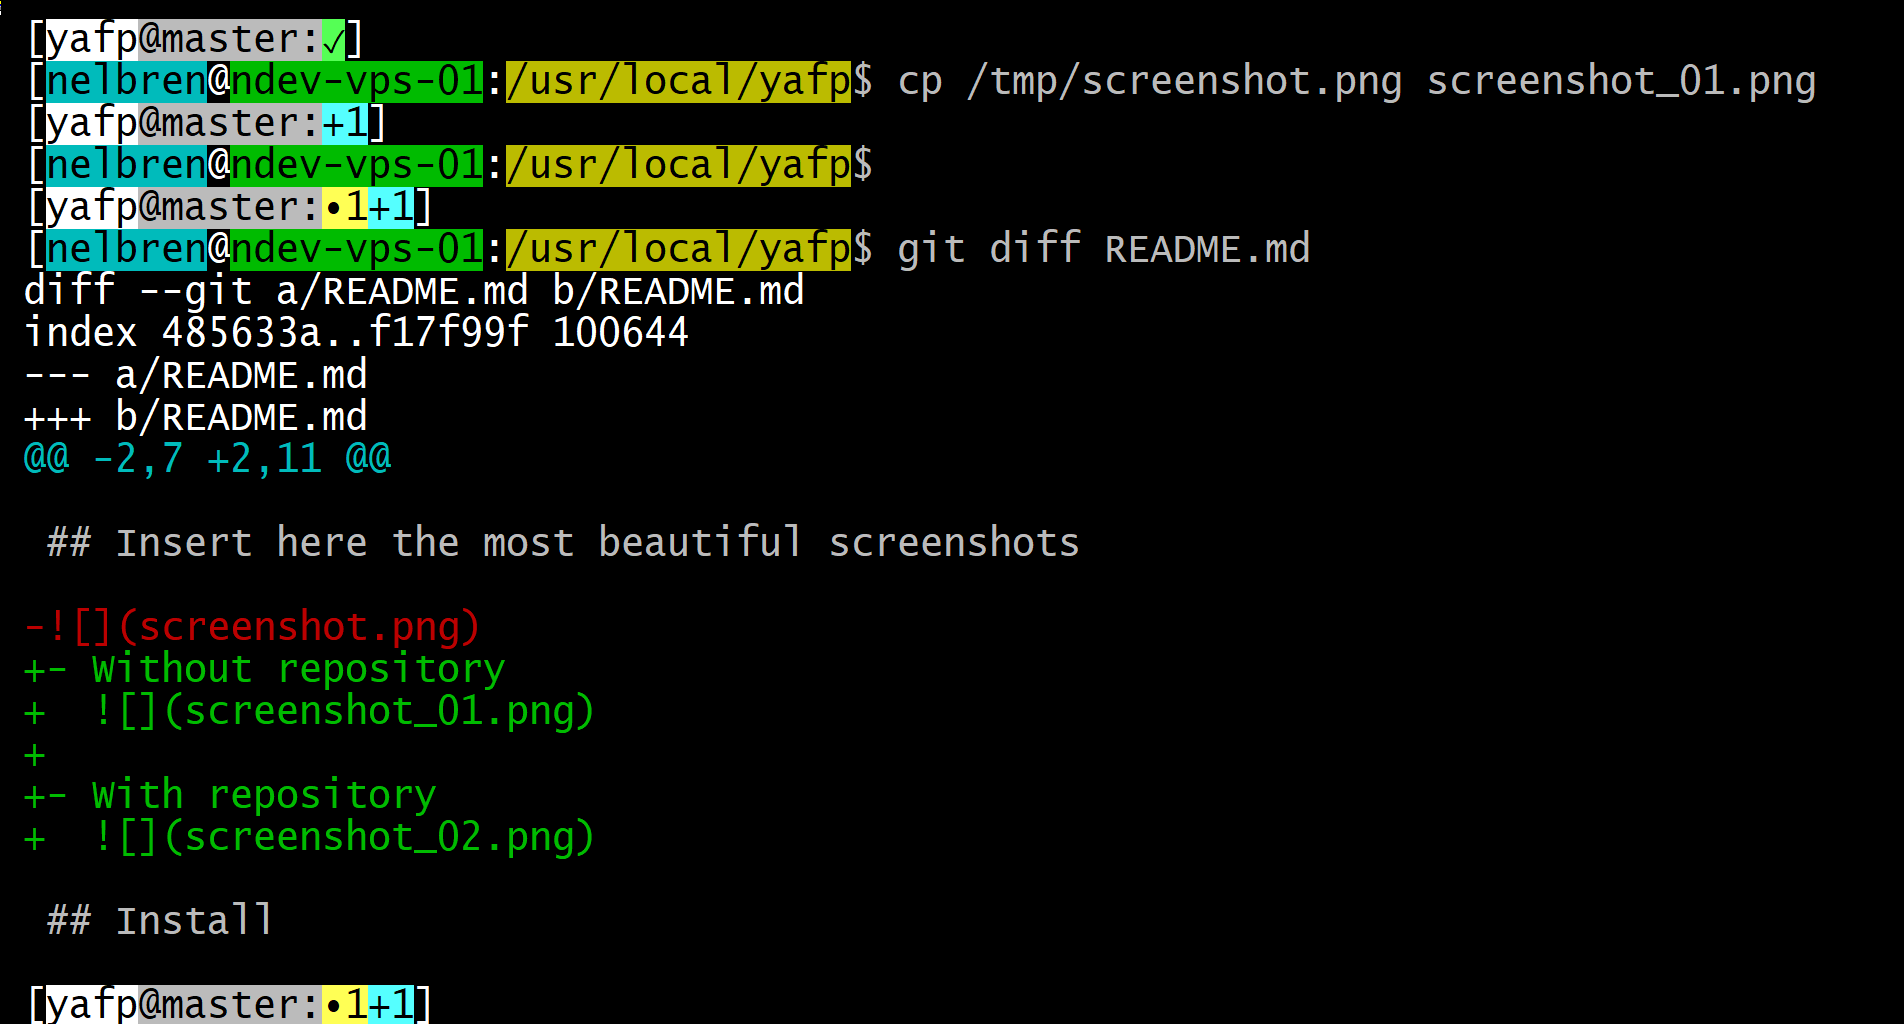 [yafp@master:✓]
[nelbren@ndev-vps-01:/usr/local/yafp$ cp /tmp/screenshot.png screenshot_01.png
[yafp@master:+1]
[nelbren@ndev-vps-01:/usr/local/yafp$
[yafp@master:•1+1]
[nelbren@ndev-vps-01:/usr/local/yafp$ git diff README.md
diff --git a/README.md b/README.md
index 485633a..f17f99f 100644
--- a/README.md
+++ b/README.md
@@ -2,7 +2,11 @@
 ## Insert here the most beautiful screenshots
-![](screenshot.png)
+- Without repository
+  ![](screenshot_01.png)
+
+- With repository
+  ![](screenshot_02.png)
 ## Install
[yafp@master:•1+1]